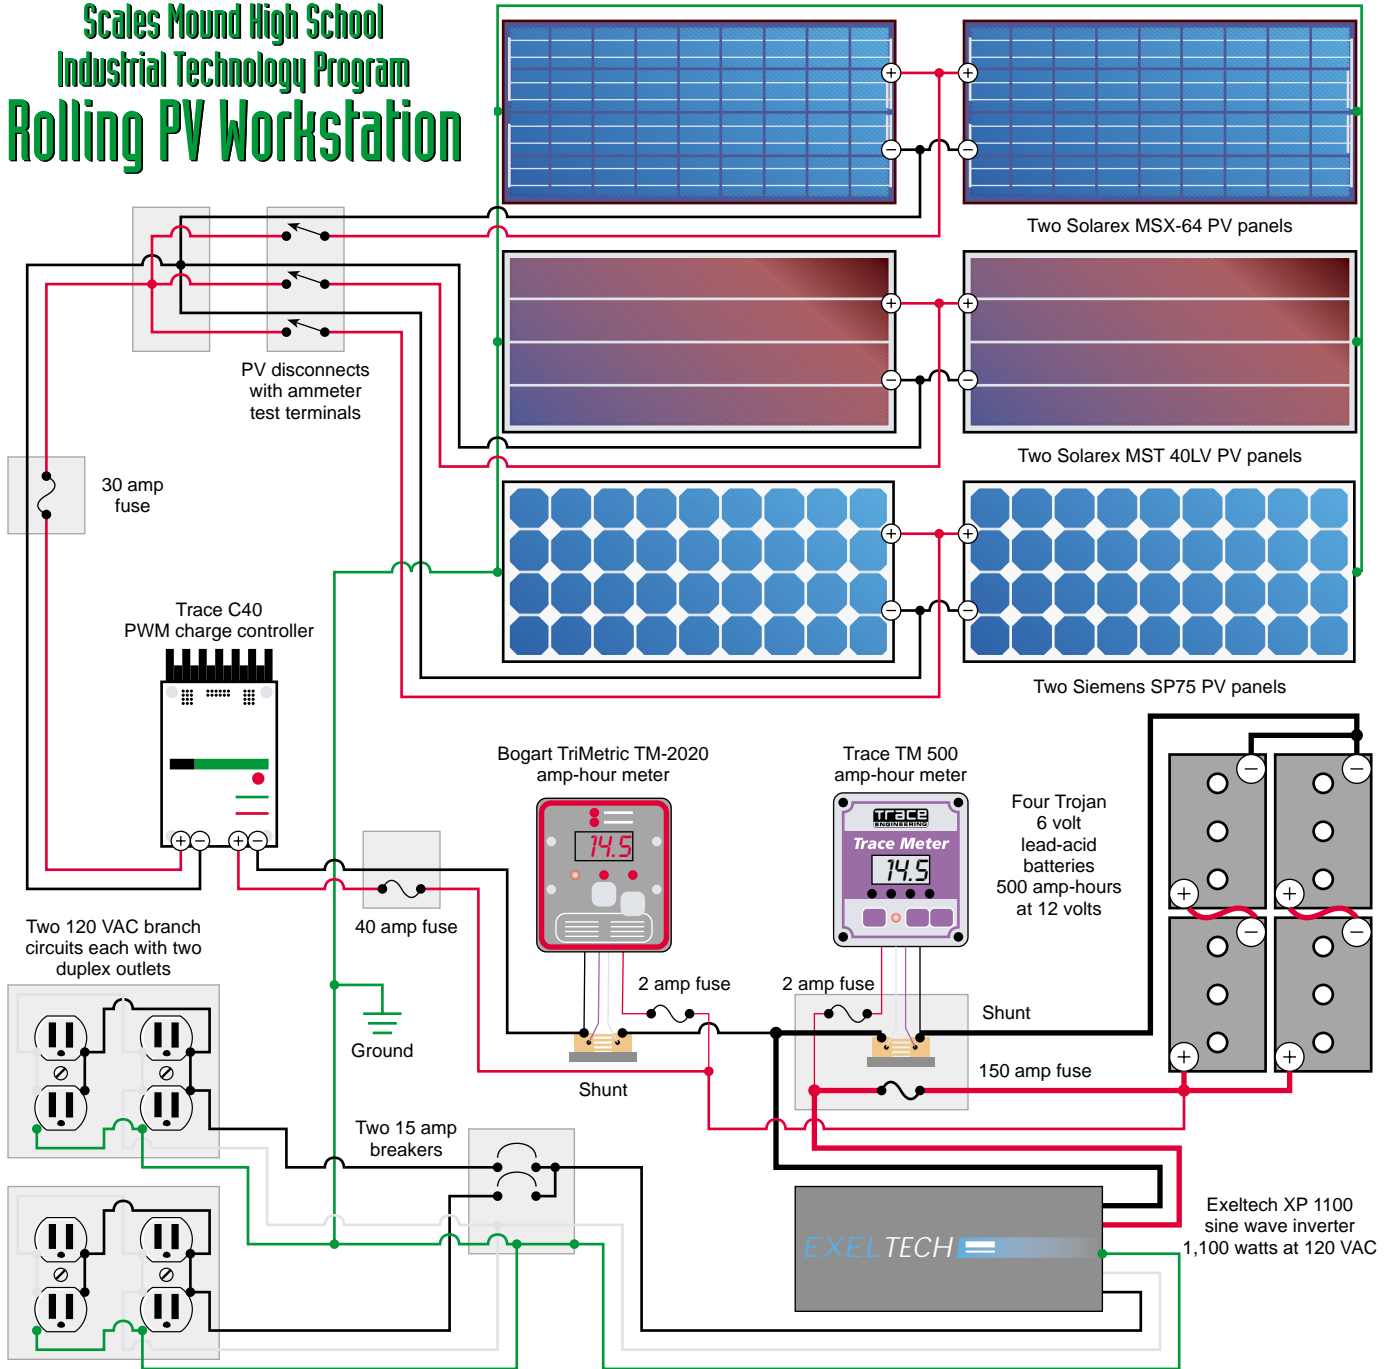 Scales Mound High School
Industrial Technology Program
Rolling PV Workstation
+
+
−
−
Two Solarex MSX-64 PV panels
+
+
−
−
PV disconnects
with ammeter
test terminals
Two Solarex MST 40LV PV panels
30 amp
fuse
+
+
−
−
Trace C40
PWM charge controller
Two Siemens SP75 PV panels
+ − + −
Bogart TriMetric TM-2020
amp-hour meter
14.5
Trace TM 500
amp-hour meter
TRACE
ENGINEERING
Trace Meter
14.5
Four Trojan
6 volt
lead-acid
batteries
500 amp-hours
at 12 volts
−
−
+
+
−
−
+
+
40 amp fuse
Two 120 VAC branch
circuits each with two
duplex outlets
2 amp fuse
2 amp fuse
Shunt
Ground
Shunt
150 amp fuse
Two 15 amp
breakers
EXELTECH
Exeltech XP 1100
sine wave inverter
1,100 watts at 120 VAC